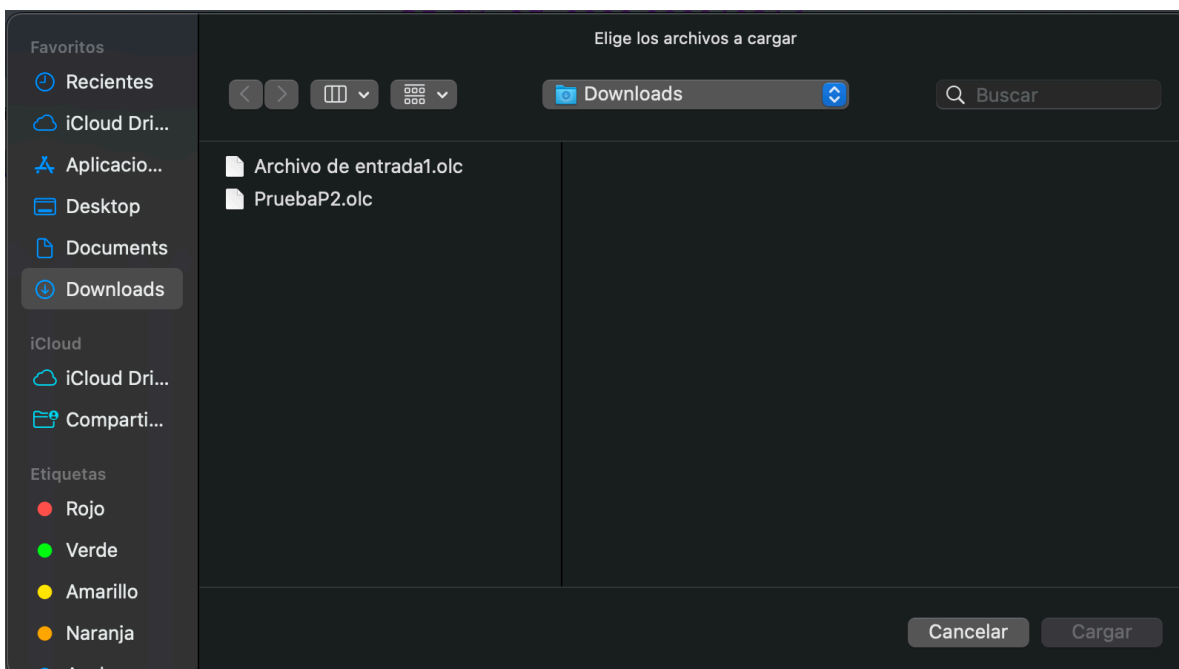 Elige los archivos a cargar
Favoritos
Recientes
iCloud Dri...
Aplicacio...
Desktop
Documents
Downloads
iCloud
iCloud Dri...
Comparti...
Etiquetas
Rojo
Verde
Amarillo
Naranja
Downloads
Buscar
Archivo de entrada1.olc
PruebaP2.olc
Cancelar
Cargar